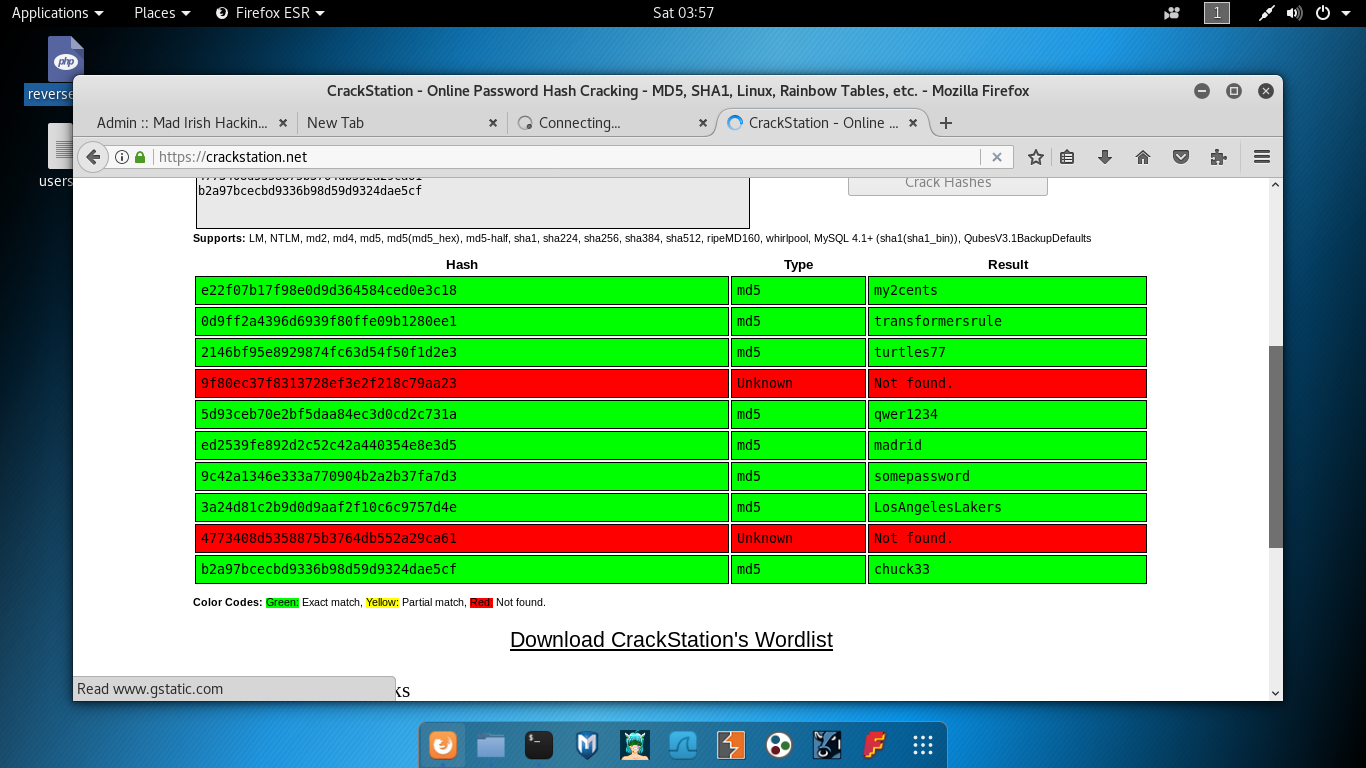 Applications Places Firefox ESR Sat 03:57 1
php
reverse
users
CrackStation - Online Password Hash Cracking - MD5, SHA1, Linux, Rainbow Tables, etc. - Mozilla Firefox
Admin :: Mad Irish Hackin... New Tab Connecting... CrackStation - Online ...
https://crackstation.net
4773408d5358875b3764db552a29ca61 Crack Hashes
b2a97bcecbd9336b98d59d9324dae5cf
Supports: LM, NTLM, md2, md4, md5, md5(md5_hex), md5-half, sha1, sha224, sha256, sha384, sha512, ripeMD160, whirlpool, MySQL 4.1+ (sha1(sha1_bin)), QubesV3.1BackupDefaults
Hash Type Result
e22f07b17f98e0d9d364584ced0e3c18 md5 my2cents
0d9ff2a4396d6939f80ffe09b1280ee1 md5 transformersrule
2146bf95e8929874fc63d54f50f1d2e3 md5 turtles77
9f80ec37f8313728ef3e2f218c79aa23 Unknown Not found.
5d93ceb70e2bf5daa84ec3d0cd2c731a md5 qwer1234
ed2539fe892d2c52c42a440354e8e3d5 md5 madrid
9c42a1346e333a770904b2a2b37fa7d3 md5 somepassword
3a24d81c2b9d0d9aaf2f10c6c9757d4e md5 LosAngelesLakers
4773408d5358875b3764db552a29ca61 Unknown Not found.
b2a97bcecbd9336b98d59d9324dae5cf md5 chuck33
Color Codes: Green: Exact match, Yellow: Partial match, Red: Not found.
Download CrackStation's Wordlist
Read www.gstatic.com ks